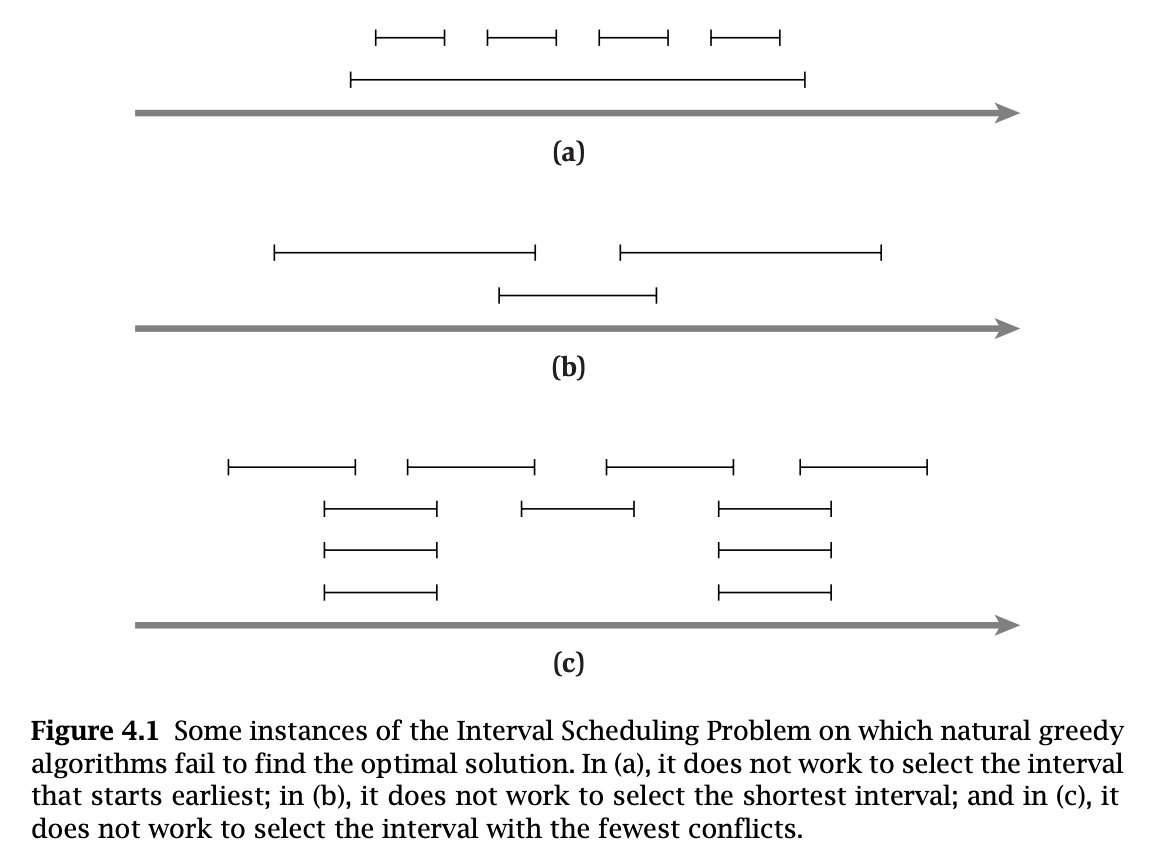 (a)
(b)
(c)
Figure 4.1 Some instances of the Interval Scheduling Problem on which natural greedy
algorithms fail to find the optimal solution. In (a), it does not work to select the interval
that starts earliest; in (b), it does not work to select the shortest interval; and in (c), it
does not work to select the interval with the fewest conflicts.